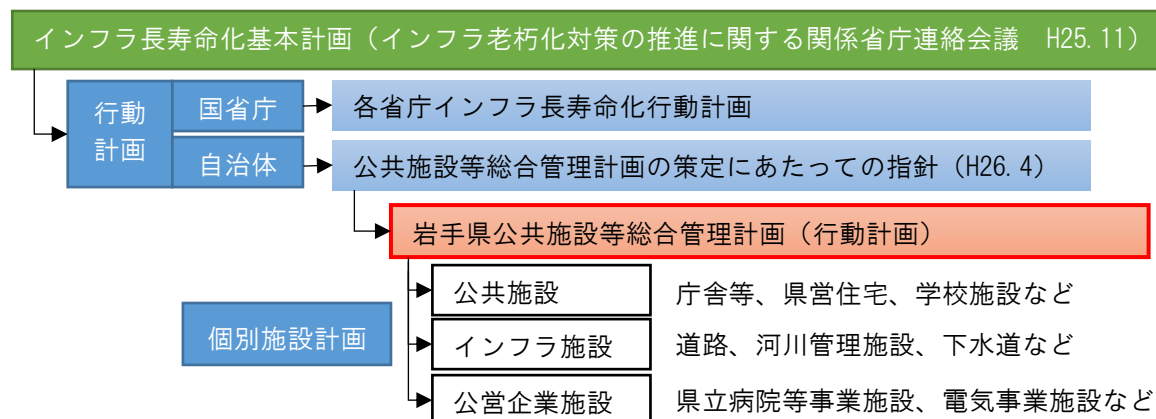 インフラ長寿命化基本計画（インフラ老朽化対策の推進に関する関係省庁連絡会議　H25.11）
行動
計画
国省庁
各省庁インフラ長寿命化行動計画
自治体
公共施設等総合管理計画の策定にあたっての指針（H26.4）
岩手県公共施設等総合管理計画（行動計画）
個別施設計画
公共施設
庁舎等、県営住宅、学校施設など
インフラ施設
道路、河川管理施設、下水道など
公営企業施設
県立病院等事業施設、電気事業施設など